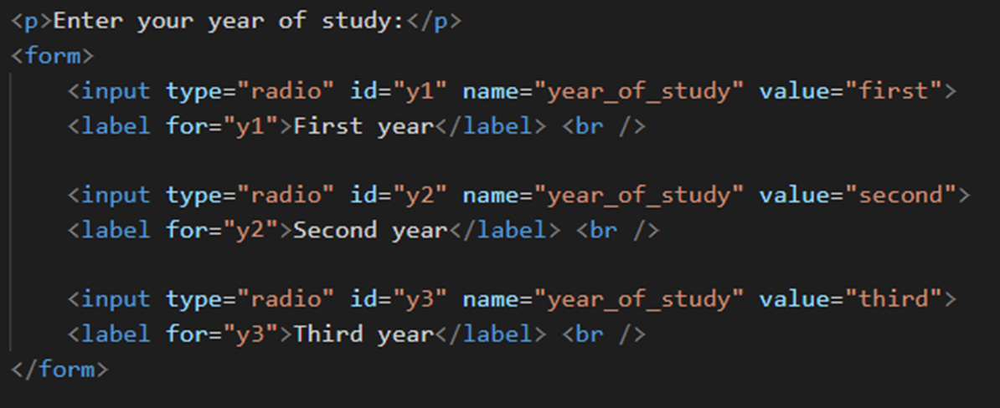 <p>Enter your year of study:</p>
<form>
<input type="radio" id="y1" name="year_of_study" value="first">
<label for="y1">First year</label> <br />
<input type="radio" id="y2" name="year_of_study" value="second">
<label for="y2">Second year</label> <br />
<input type="radio" id="y3" name="year_of_study" value="third">
<label for="y3">Third year</label> <br />
</form>